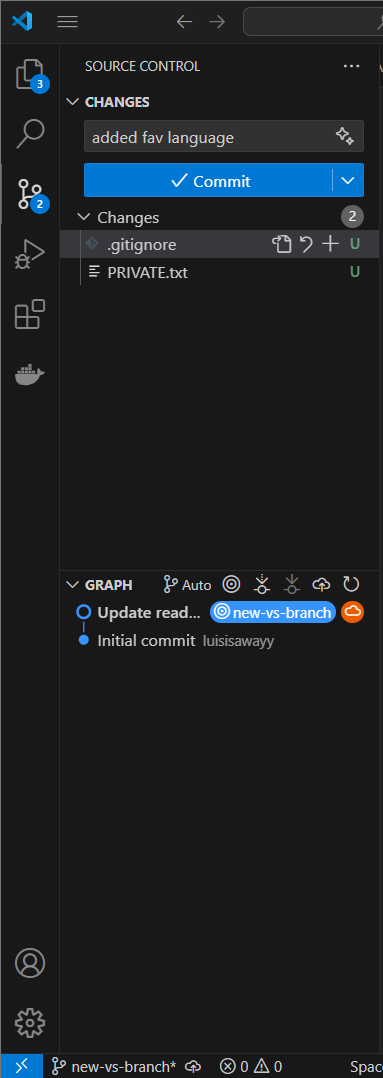 3
SOURCE CONTROL
CHANGES
added fav language
2
Commit
Changes 2
.gitignore U
PRIVATE.txt U
GRAPH Auto
Update read... new-vs-branch
Initial commit luisisawayy
new-vs-branch* 0 0 Spac